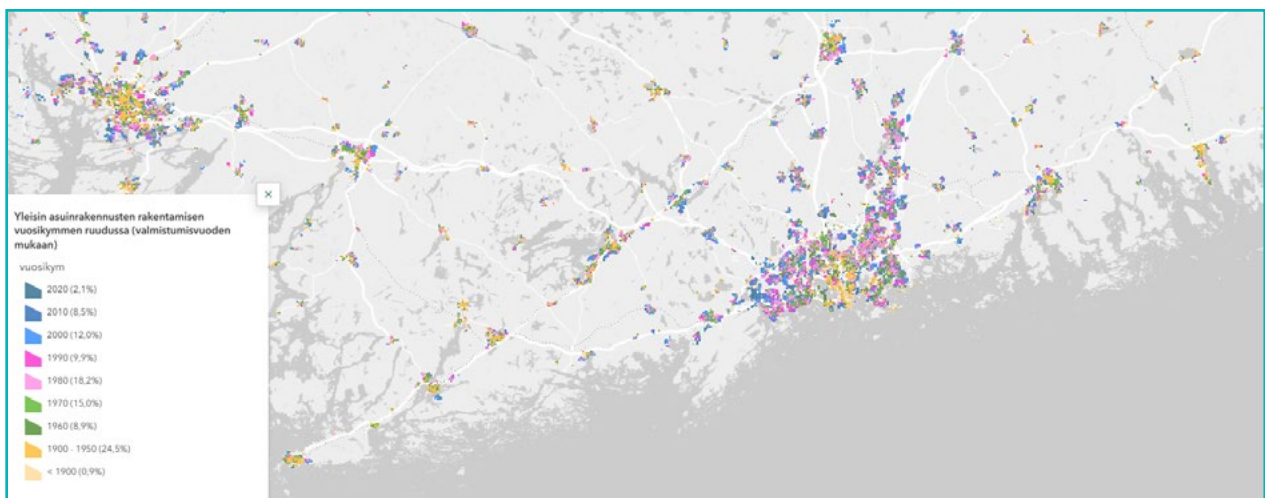 ×
Yleisin asuinrakennusten rakentamisen
vuosikymmen ruudussa (valmistumisvuoden
mukaan)
vuosikym
2020 (2,1%)
2010 (8,5%)
2000 (12,0%)
1990 (9,9%)
1980 (18,2%)
1970 (15,0%)
1960 (8,9%)
1900 - 1950 (24,5%)
< 1900 (0,9%)